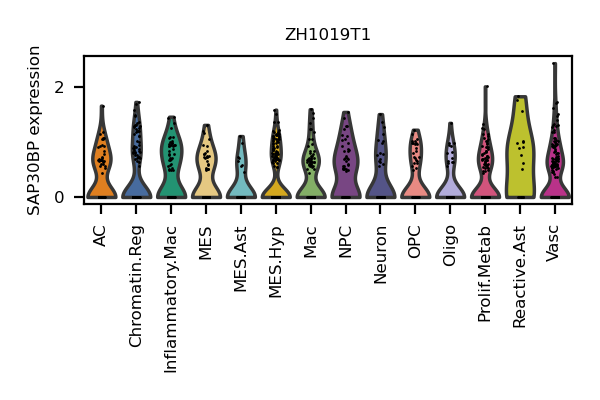 ZH1019T1
SAP30BP expression
2
0
AC
Chromatin.Reg
Inflammatory.Mac
MES
MES.Ast
MES.Hyp
Mac
NPC
Neuron
OPC
Oligo
Prolif.Metab
Reactive.Ast
Vasc